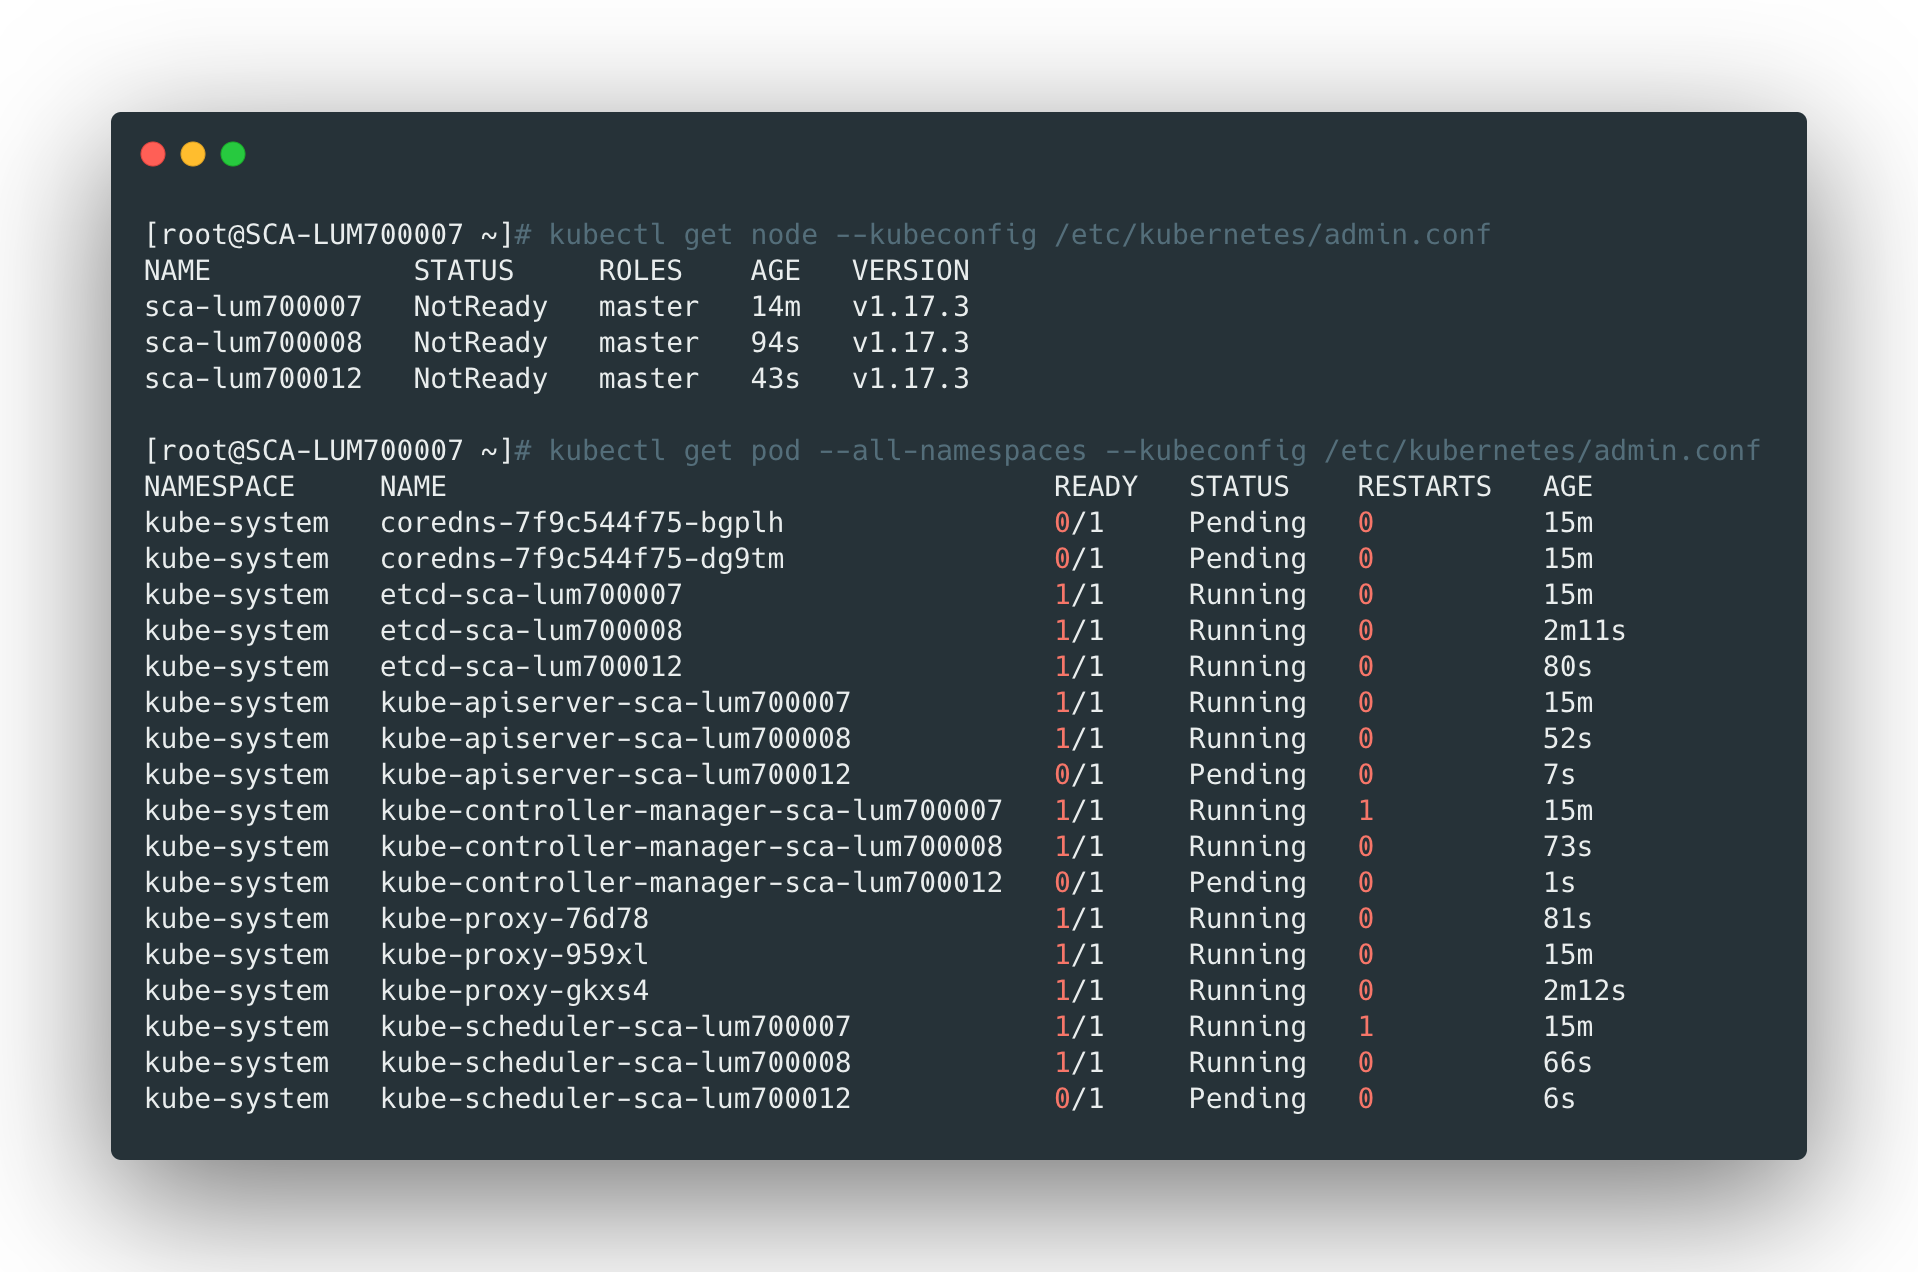 [root@SCA-LUM700007 ~]# kubectl get node --kubeconfig /etc/kubernetes/admin.conf
NAME            STATUS     ROLES    AGE   VERSION
sca-lum700007   NotReady   master   14m   v1.17.3
sca-lum700008   NotReady   master   94s   v1.17.3
sca-lum700012   NotReady   master   43s   v1.17.3
[root@SCA-LUM700007 ~]# kubectl get pod --all-namespaces --kubeconfig /etc/kubernetes/admin.conf
NAMESPACE     NAME                                    READY   STATUS    RESTARTS   AGE
kube-system   coredns-7f9c544f75-bgplh                0/1     Pending   0          15m
kube-system   coredns-7f9c544f75-dg9tm                0/1     Pending   0          15m
kube-system   etcd-sca-lum700007                      1/1     Running   0          15m
kube-system   etcd-sca-lum700008                      1/1     Running   0          2m11s
kube-system   etcd-sca-lum700012                      1/1     Running   0          80s
kube-system   kube-apiserver-sca-lum700007            1/1     Running   0          15m
kube-system   kube-apiserver-sca-lum700008            1/1     Running   0          52s
kube-system   kube-apiserver-sca-lum700012            0/1     Pending   0          7s
kube-system   kube-controller-manager-sca-lum700007   1/1     Running   1          15m
kube-system   kube-controller-manager-sca-lum700008   1/1     Running   0          73s
kube-system   kube-controller-manager-sca-lum700012   0/1     Pending   0          1s
kube-system   kube-proxy-76d78                        1/1     Running   0          81s
kube-system   kube-proxy-959xl                        1/1     Running   0          15m
kube-system   kube-proxy-gkxs4                        1/1     Running   0          2m12s
kube-system   kube-scheduler-sca-lum700007            1/1     Running   1          15m
kube-system   kube-scheduler-sca-lum700008            1/1     Running   0          66s
kube-system   kube-scheduler-sca-lum700012            0/1     Pending   0          6s